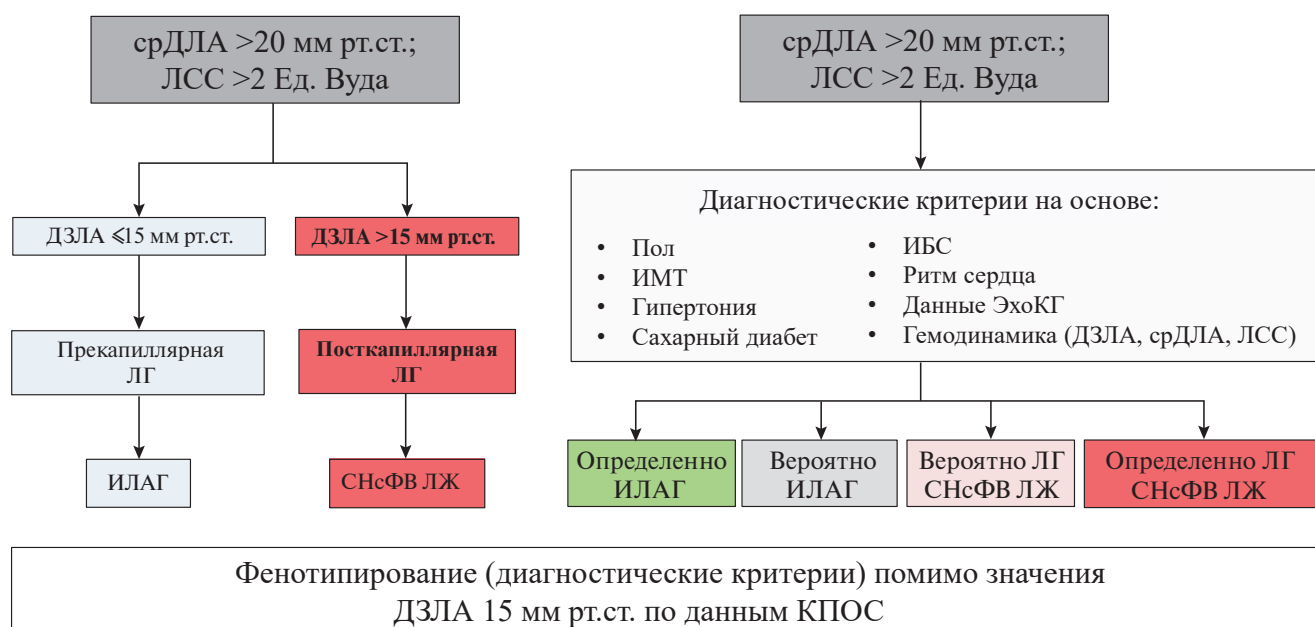 срДЛА >20 мм рт.ст.;
ЛСС >2 Ед. Вуда
ДЗЛА ⩽15 мм рт.ст.
ДЗЛА >15 мм рт.ст.
Прекапиллярная
ЛГ
Посткапиллярная
ЛГ
ИЛАГ
СНсФВ ЛЖ
срДЛА >20 мм рт.ст.;
ЛСС >2 Ед. Вуда
Диагностические критерии на основе:
• Пол
• ИМТ
• Гипертония
• Сахарный диабет
• ИБС
• Ритм сердца
• Данные ЭхоКГ
• Гемодинамика (ДЗЛА, срДЛА, ЛСС)
Определенно
ИЛАГ
Вероятно
ИЛАГ
Вероятно ЛГ
СНсФВ ЛЖ
Определенно ЛГ
СНсФВ ЛЖ
Фенотипирование (диагностические критерии) помимо значения
ДЗЛА 15 мм рт.ст. по данным КПОС